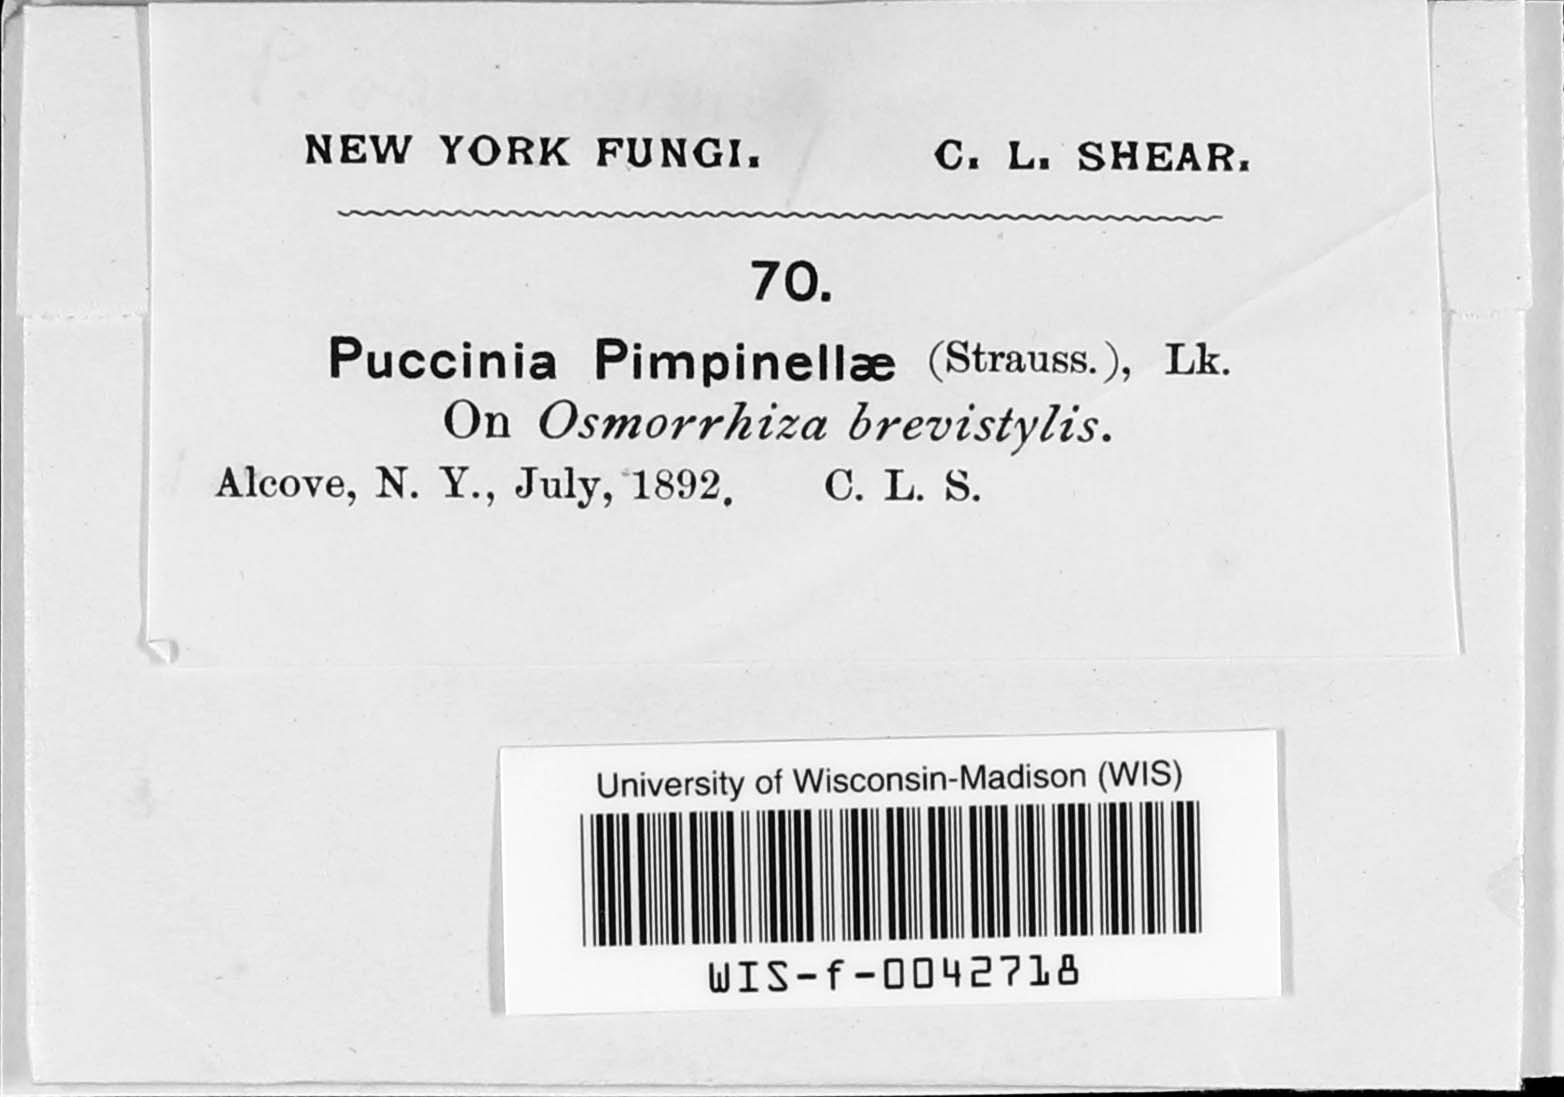 NEW YORK FUNGI. C. L. SHEAR.
70.
Puccinia Pimpinellæ (Strauss.), Lk.
On Osmorrhiza brevistylis.
Alcove, N. Y., July, 1892. C. L. S.
University of Wisconsin-Madison (WIS)
WIS-f-0042718